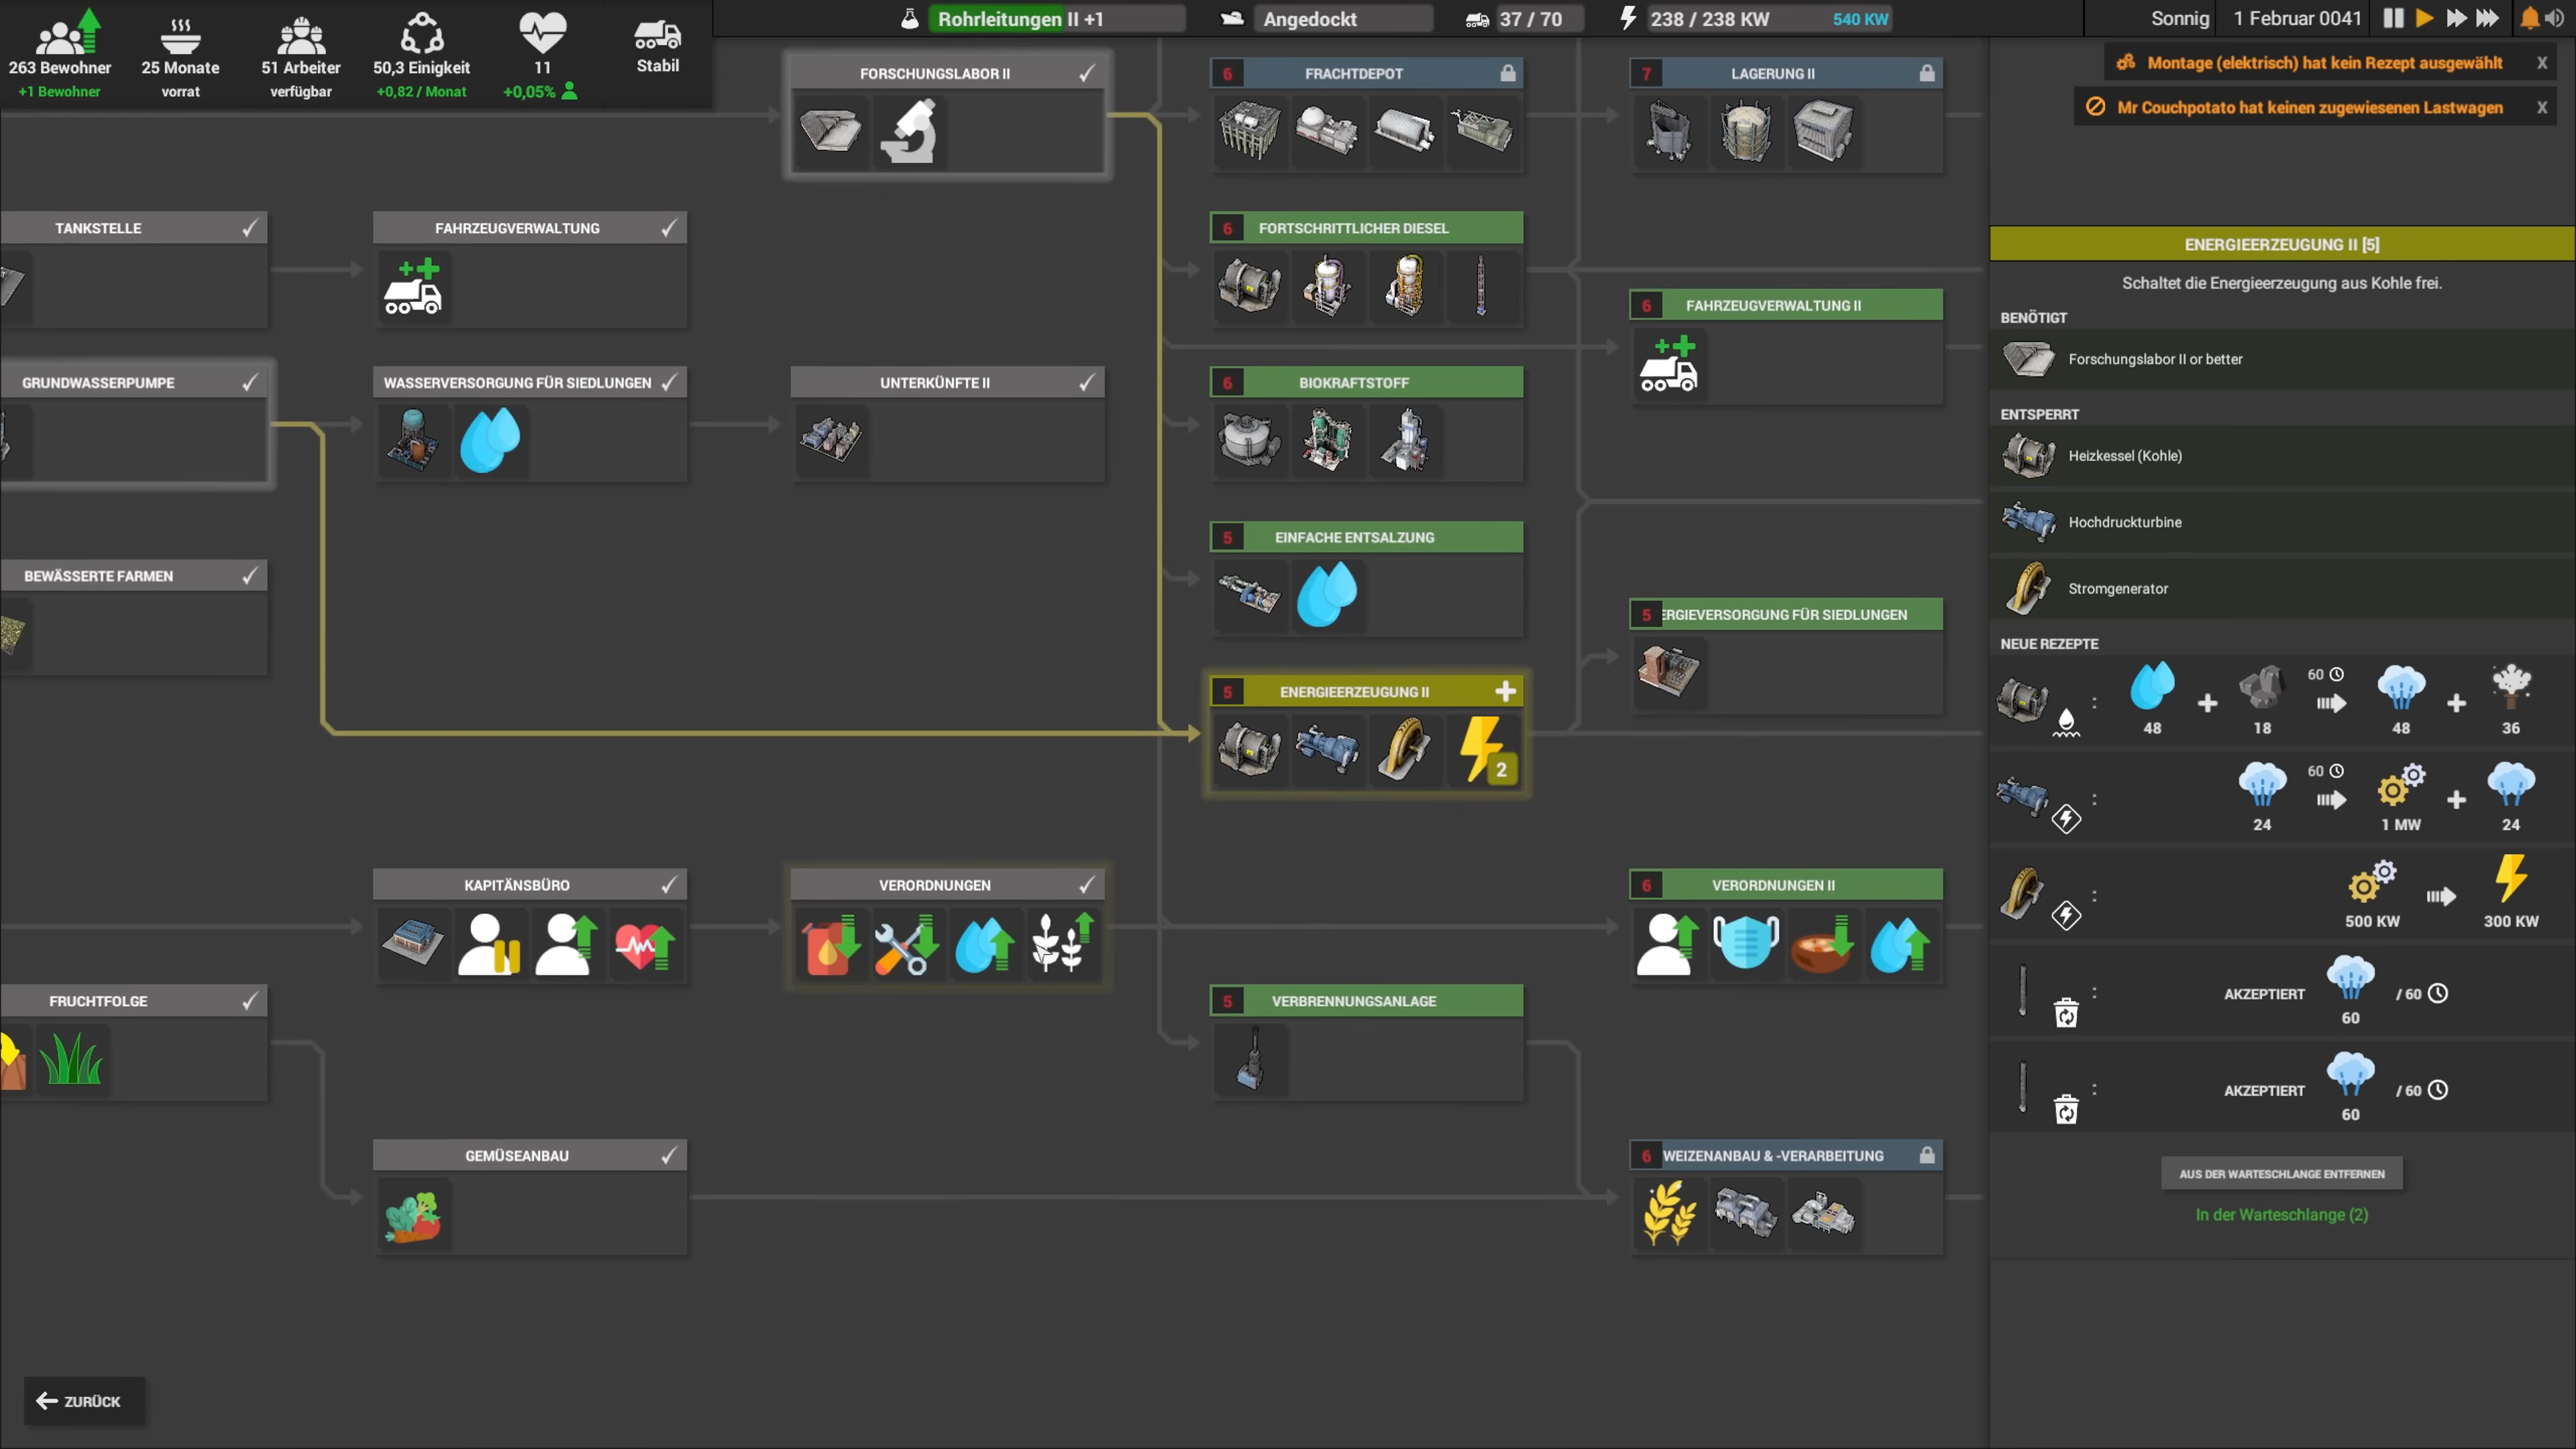 263 Bewohner
+1 Bewohner
25 Monate
vorrat
51 Arbeiter
verfügbar
50,3 Einigkeit
+0,82 / Monat
11
+0,05%
Stabil
Rohrleitungen II +1
Angedockt
37 / 70
238 / 238 KW
540 KW
Sonnig
1 Februar 0041
Montage (elektrisch) hat kein Rezept ausgewählt
X
Mr Couchpotato hat keinen zugewiesenen Lastwagen
X
FORSCHUNGSLABOR II
6 FRACHTDEPOT
7 LAGERUNG II
TANKSTELLE
FAHRZEUGVERWALTUNG
6 FORTSCHRITTLICHER DIESEL
6 FAHRZEUGVERWALTUNG II
GRUNDWASSERPUMPE
WASSERVERSORGUNG FÜR SIEDLUNGEN
UNTERKÜNFTE II
6 BIOKRAFTSTOFF
5 EINFACHE ENTSALZUNG
BEWÄSSERTE FARMEN
5 ERGIEVERSORGUNG FÜR SIEDLUNGEN
5 ENERGIEERZEUGUNG II
2
KAPITÄNSBÜRO
VERORDNUNGEN
6 VERORDNUNGEN II
FRUCHTFOLGE
5 VERBRENNUNGSANLAGE
GEMÜSEANBAU
6 WEIZENANBAU & -VERARBEITUNG
ZURÜCK
ENERGIEERZEUGUNG II [5]
Schaltet die Energieerzeugung aus Kohle frei.
BENÖTIGT
Forschungslabor II or better
ENTSPERRT
Heizkessel (Kohle)
Hochdruckturbine
Stromgenerator
NEUE REZEPTE
: + 60 +
48 18 48 36
: 60 +
24 1 MW 24
:
500 KW 300 KW
: AKZEPTIERT / 60
60
: AKZEPTIERT / 60
60
AUS DER WARTESCHLANGE ENTFERNEN
In der Warteschlange (2)